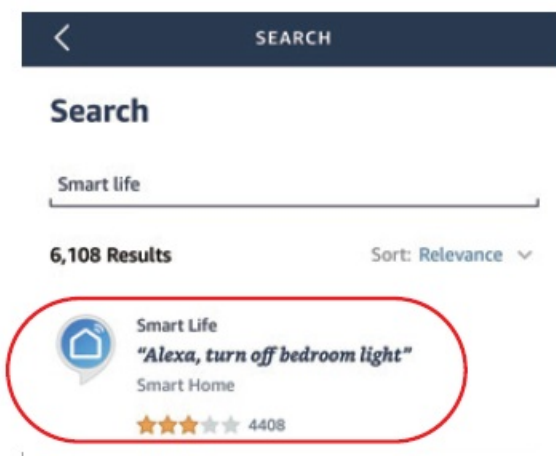 SEARCH
Search
Smart life
6,108 Results Sort: Relevance
Smart Life
“Alexa, turn off bedroom light”
Smart Home
4408